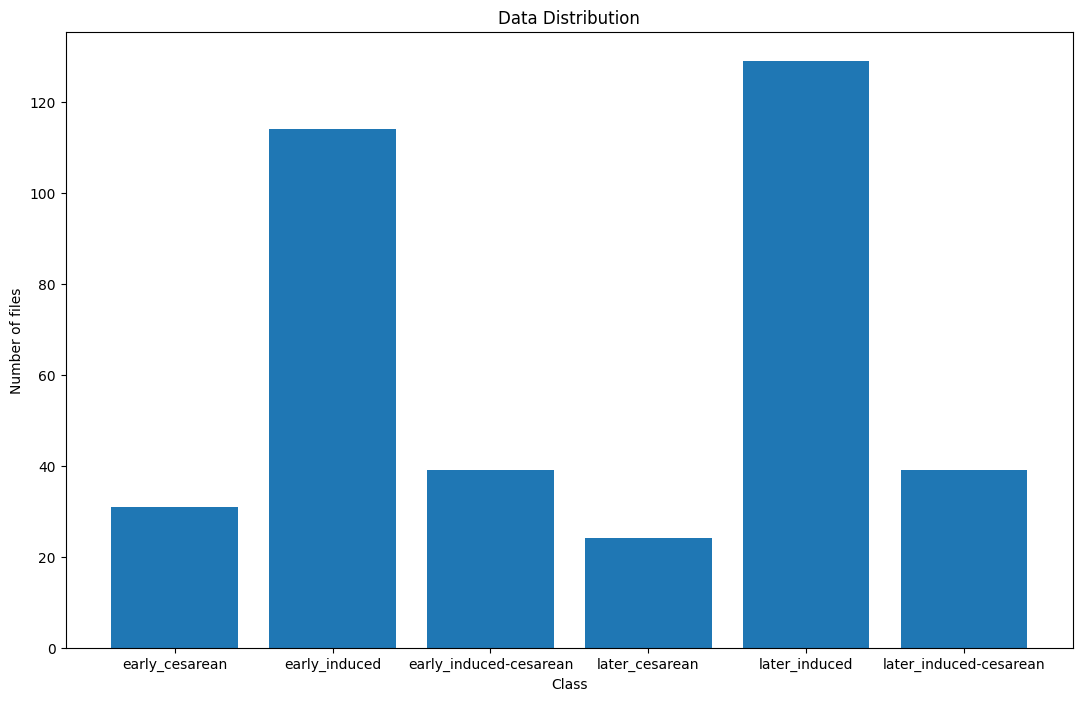 Data Distribution
Number of files
120
100
80
60
40
20
0
early_cesarean early_induced early_induced-cesarean later_cesarean later_induced later_induced-cesarean
Class